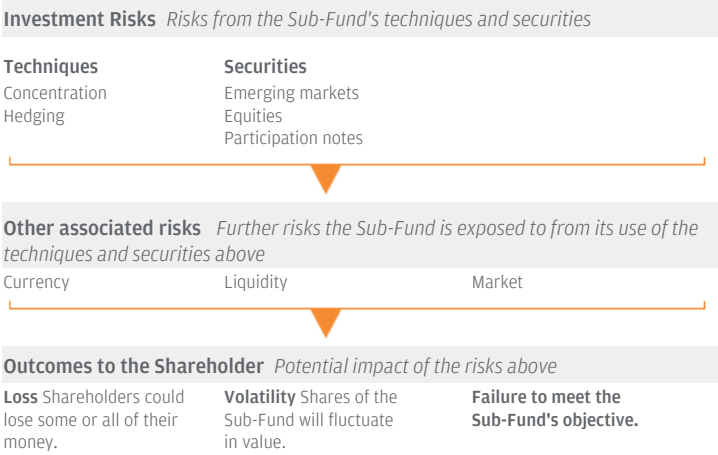 Investment Risks Risks from the Sub-Fund's techniques and securities
Techniques
Concentration
Hedging
Securities
Emerging markets
Equities
Participation notes
Other associated risks Further risks the Sub-Fund is exposed to from its use of the
techniques and securities above
Currency
Liquidity
Market
Outcomes to the Shareholder Potential impact of the risks above
Loss Shareholders could
lose some or all of their
money.
Volatility Shares of the
Sub-Fund will fluctuate
in value.
Failure to meet the
Sub-Fund's objective.